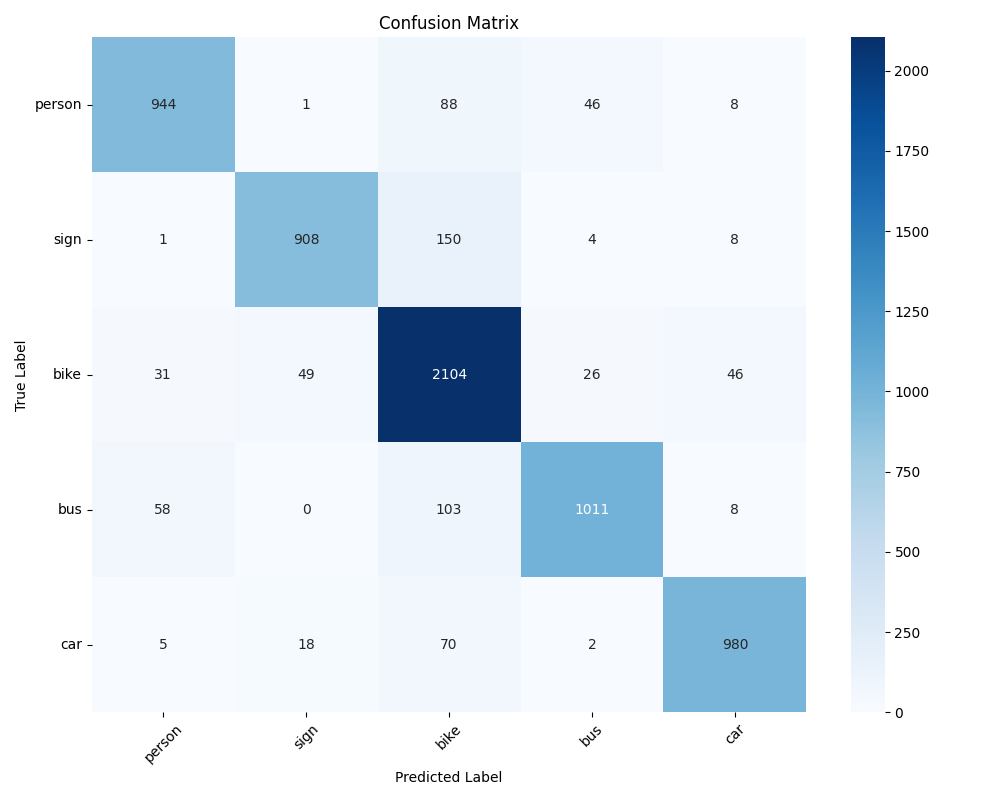 Confusion Matrix
person 944 1 88 46 8
sign 1 908 150 4 8
bike 31 49 2104 26 46
bus 58 0 103 1011 8
car 5 18 70 2 980
person sign bike bus car
Predicted Label
True Label
2000
1750
1500
1250
1000
750
500
250
0